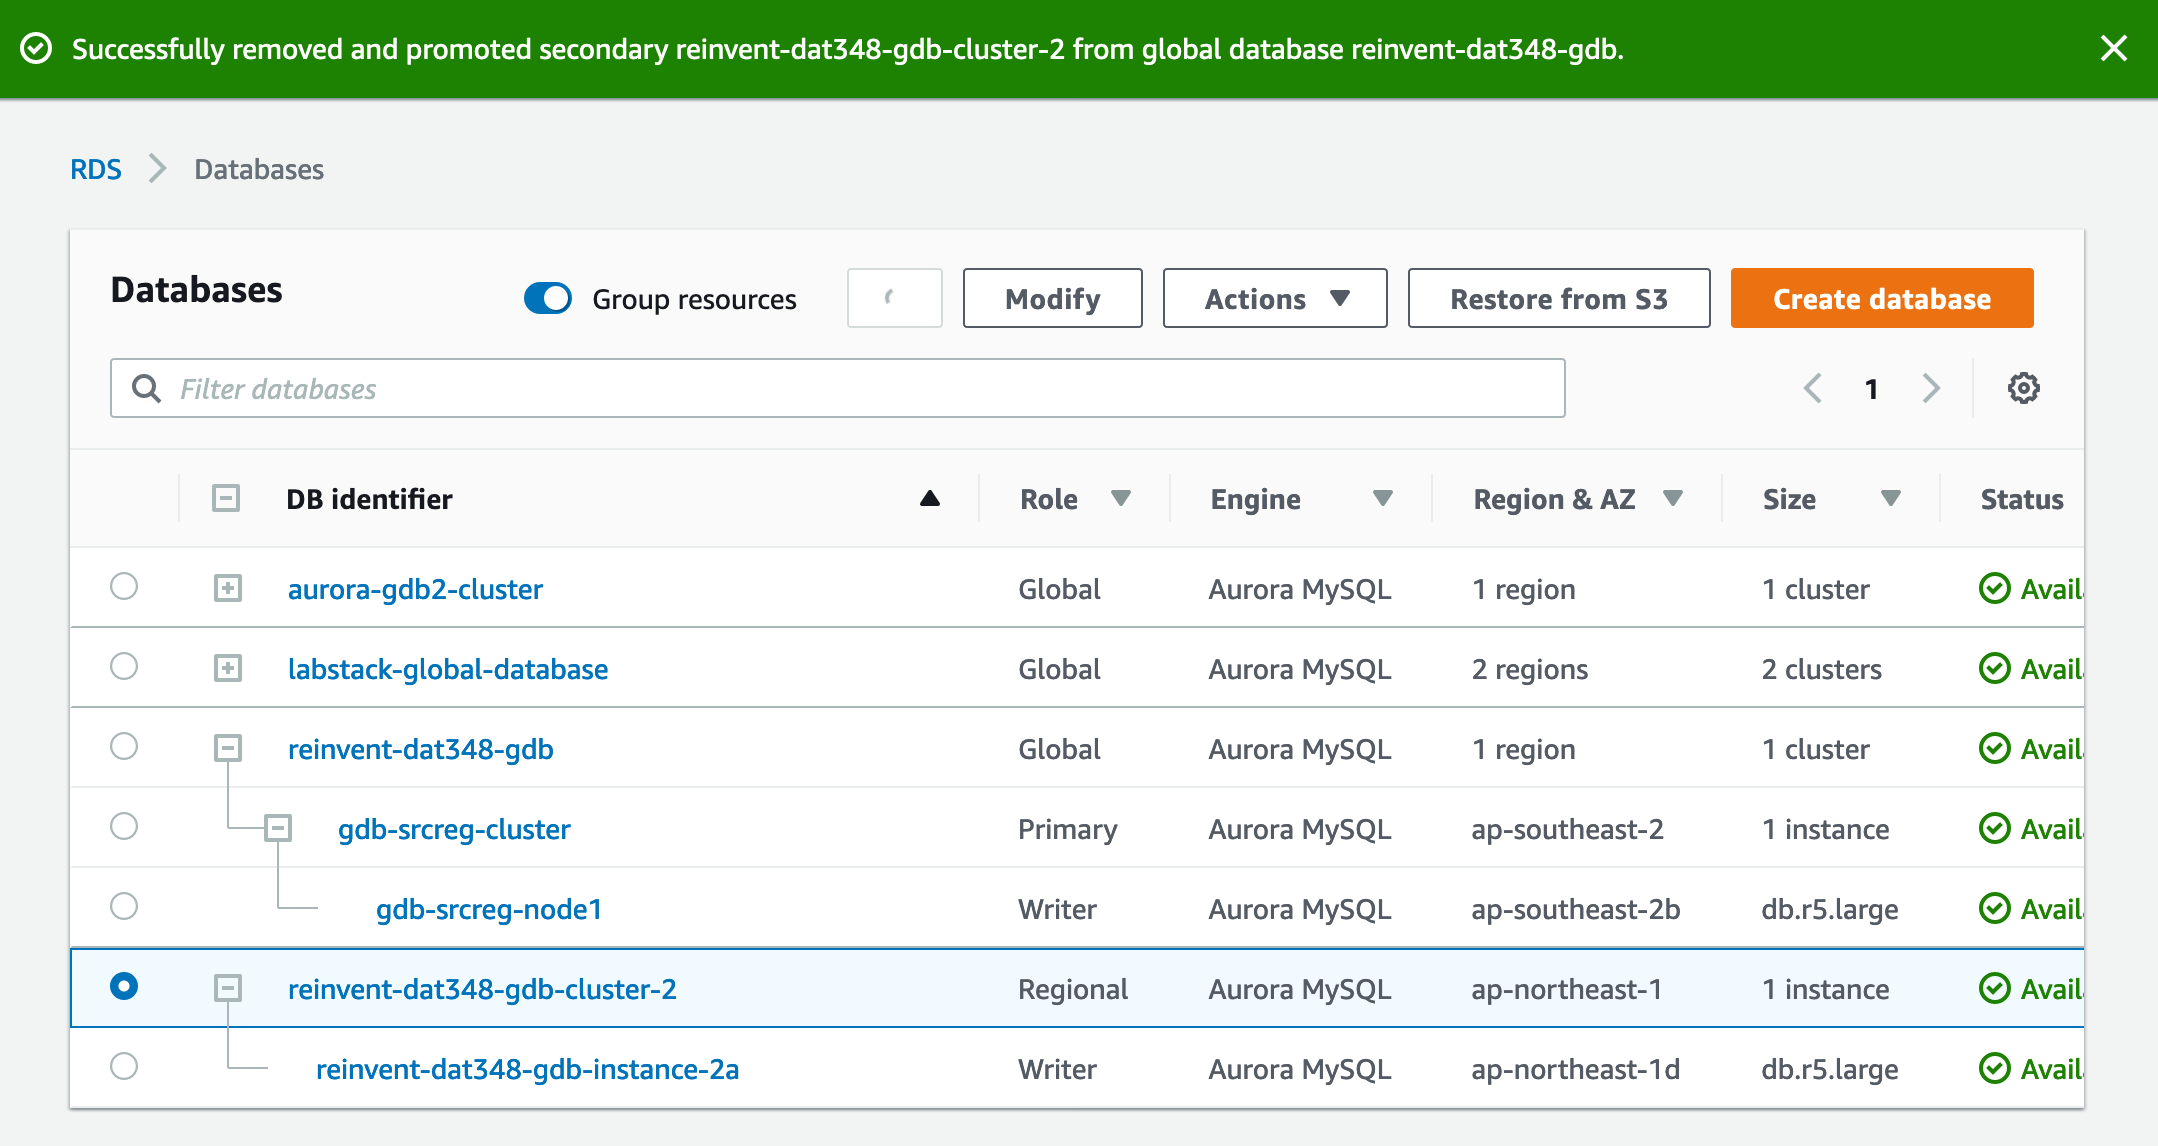 Successfully removed and promoted secondary reinvent-dat348-gdb-cluster-2 from global database reinvent-dat348-gdb.
RDS Databases
Databases Group resources Modify Actions Restore from S3 Create database
Filter databases 1
DB identifier Role Engine Region & AZ Size Status
aurora-gdb2-cluster Global Aurora MySQL 1 region 1 cluster Avail
labstack-global-database Global Aurora MySQL 2 regions 2 clusters Avail
reinvent-dat348-gdb Global Aurora MySQL 1 region 1 cluster Avail
gdb-srcreg-cluster Primary Aurora MySQL ap-southeast-2 1 instance Avail
gdb-srcreg-node1 Writer Aurora MySQL ap-southeast-2b db.r5.large Avail
reinvent-dat348-gdb-cluster-2 Regional Aurora MySQL ap-northeast-1 1 instance Avail
reinvent-dat348-gdb-instance-2a Writer Aurora MySQL ap-northeast-1d db.r5.large Avail